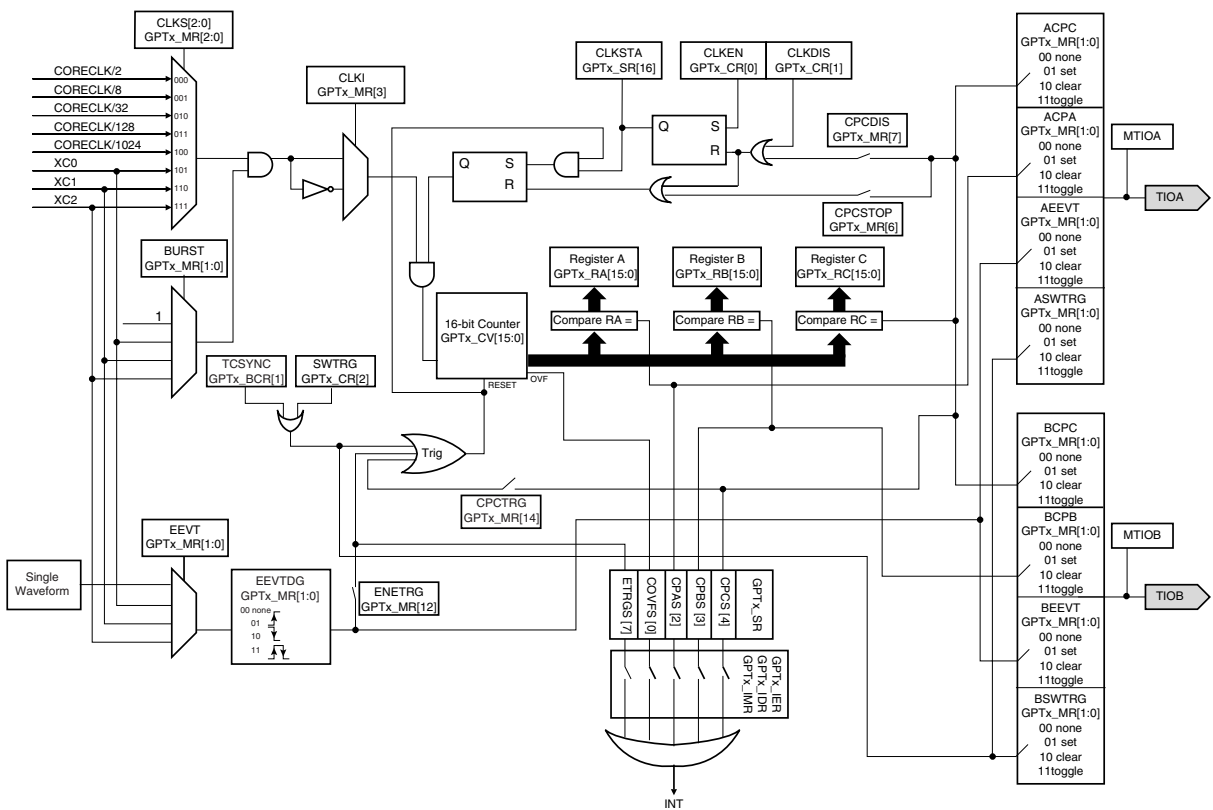 CLKS[2:0]
GPTx_MR[2:0]
CORECLK/2
CORECLK/8
CORECLK/32
CORECLK/128
CORECLK/1024
XC0
XC1
XC2
000
001
010
011
100
101
110
111
CLKI
GPTx_MR[3]
CLKSTA
GPTx_SR[16]
CLKEN
GPTx_CR[0]
CLKDIS
GPTx_CR[1]
Q
S
R
Q
S
R
CPCDIS
GPTx_MR[7]
CPCSTOP
GPTx_MR[6]
BURST
GPTx_MR[1:0]
1
Register A
GPTx_RA[15:0]
Register B
GPTx_RB[15:0]
Register C
GPTx_RC[15:0]
Compare RA =
Compare RB =
Compare RC =
16-bit Counter
GPTx_CV[15:0]
RESET
OVF
TCSYNC
GPTx_BCR[1]
SWTRG
GPTx_CR[2]
Trig
CPCTRG
GPTx_MR[14]
EEVT
GPTx_MR[1:0]
Single
Waveform
EEVTDG
GPTx_MR[1:0]
00 none
01
10
11
ENETRG
GPTx_MR[12]
ETRGS [7]
COVFS [0]
CPAS [2]
CPBS [3]
CPCS [4]
GPTx_SR
GPTx_IER
GPTx_IDR
GPTx_IMR
INT
ACPC
GPTx_MR[1:0]
00 none
01 set
10 clear
11toggle
ACPA
GPTx_MR[1:0]
00 none
01 set
10 clear
11toggle
AEEVT
GPTx_MR[1:0]
00 none
01 set
10 clear
11toggle
ASWTRG
GPTx_MR[1:0]
00 none
01 set
10 clear
11toggle
MTIOA
TIOA
BCPC
GPTx_MR[1:0]
00 none
01 set
10 clear
11toggle
BCPB
GPTx_MR[1:0]
00 none
01 set
10 clear
11toggle
BEEVT
GPTx_MR[1:0]
00 none
01 set
10 clear
11toggle
BSWTRG
GPTx_MR[1:0]
00 none
01 set
10 clear
11toggle
MTIOB
TIOB